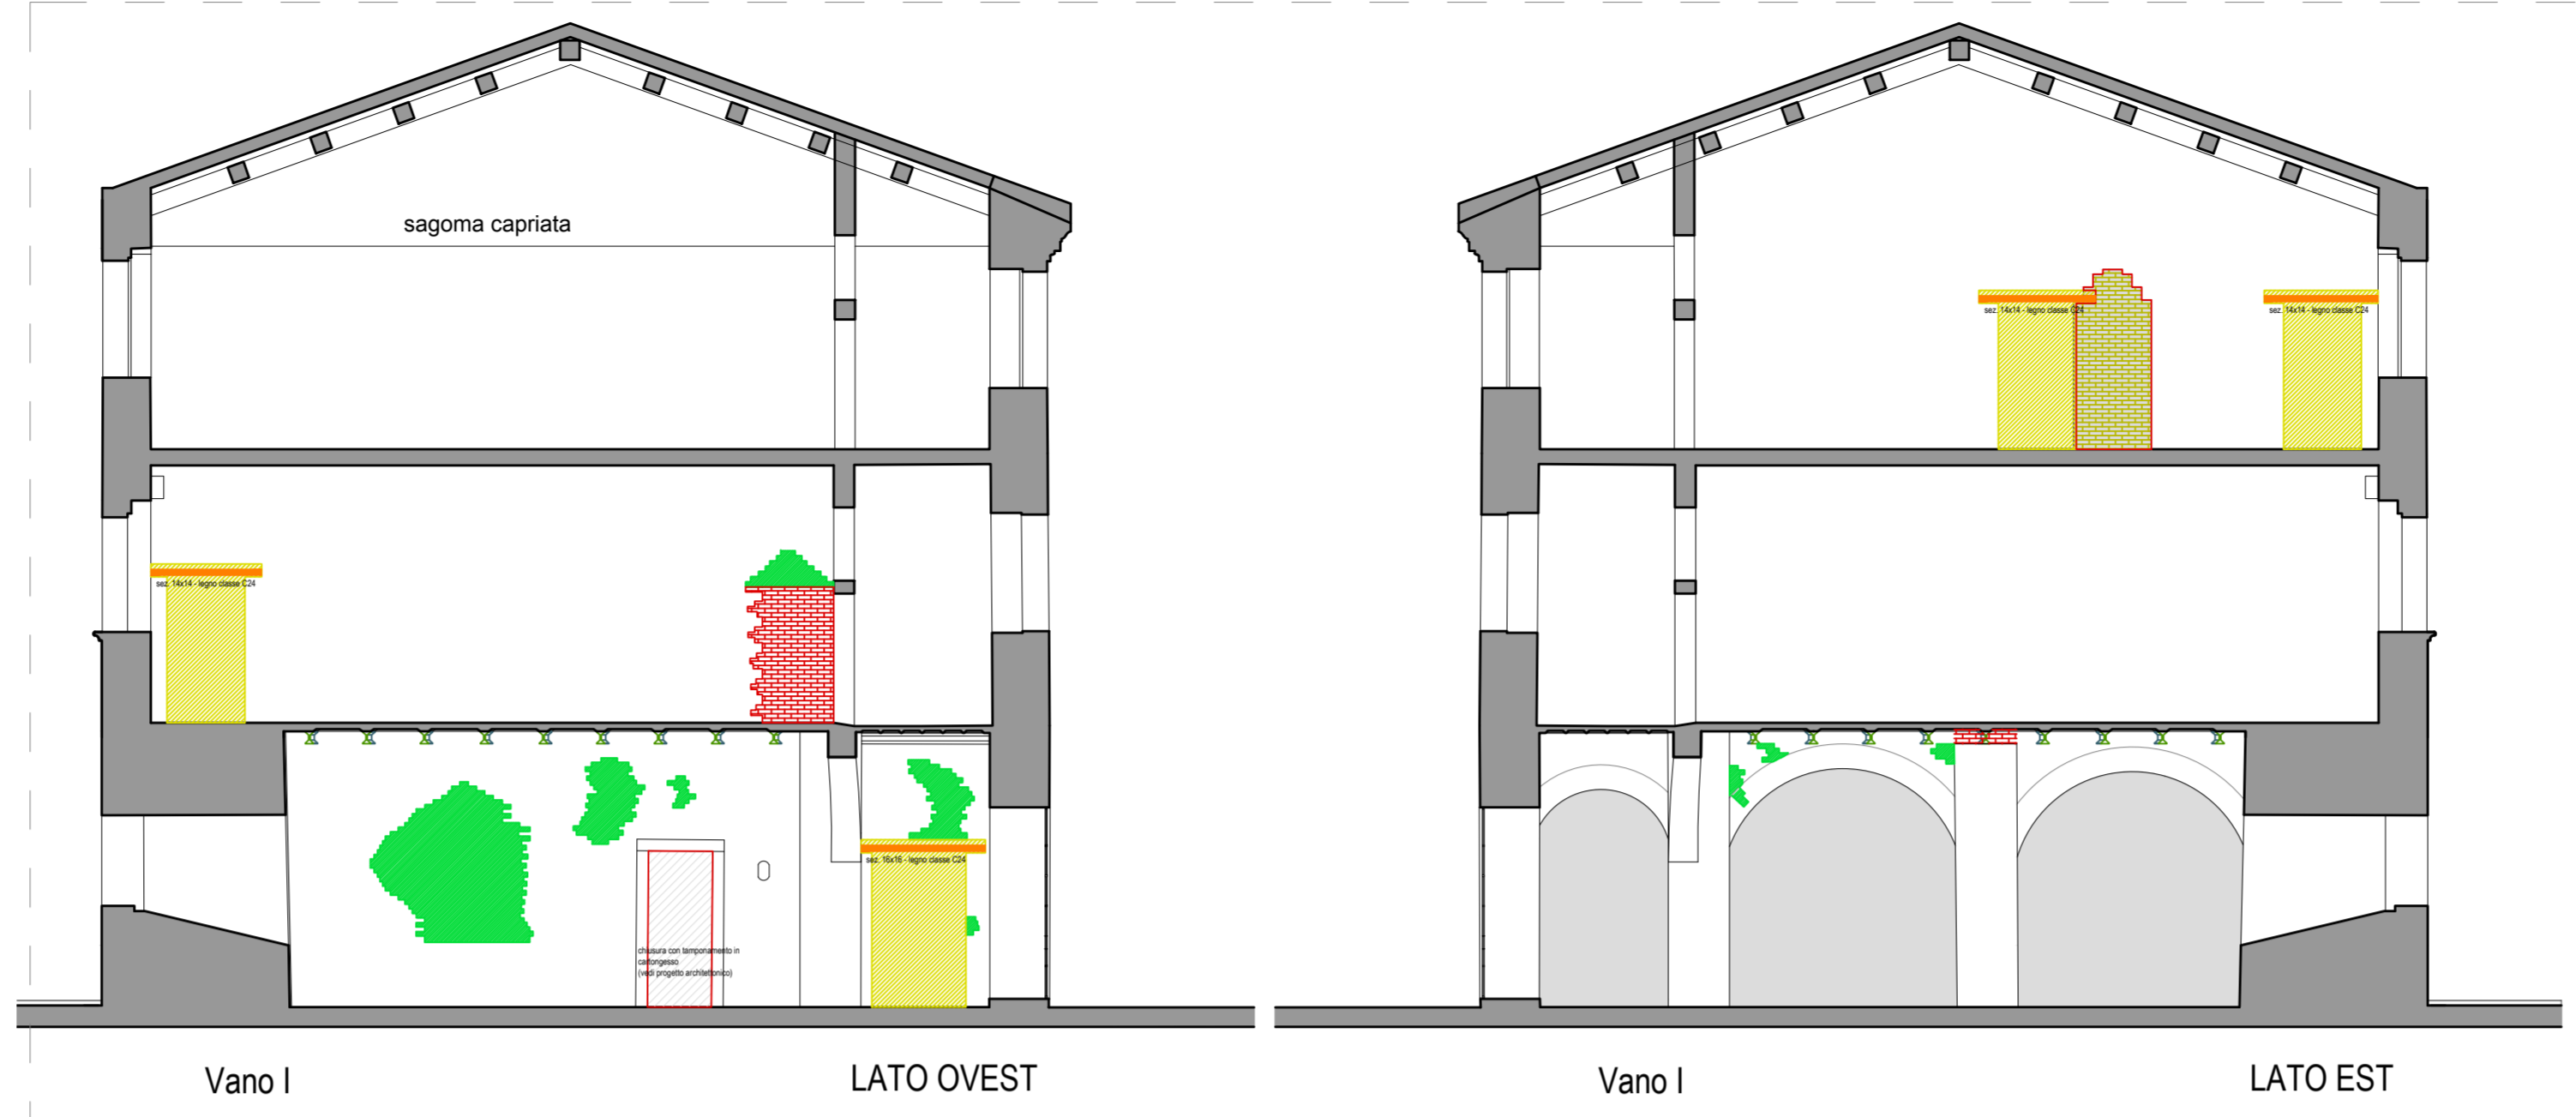 sagoma capriata
sez. 14x14 - legno classe C24
sez. 14x14 - legno classe C24
sez. 14x14 - legno classe C24
sez. 16x16 - legno classe C24
chiusura con tamponamento in
cartongesso
(vedi progetto architettonico)
Vano I
LATO OVEST
Vano I
LATO EST